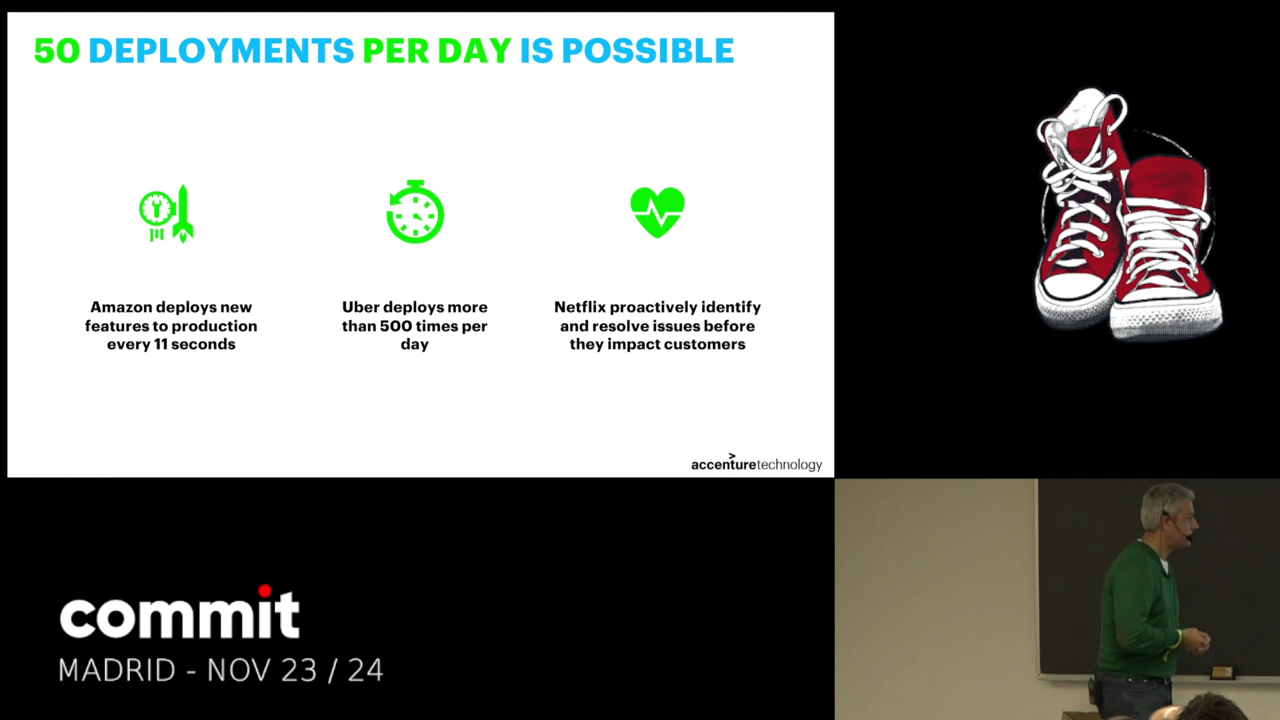 50 DEPLOYMENTS PER DAY IS POSSIBLE
Amazon deploys new
features to production
every 11 seconds
Uber deploys more
than 500 times per
day
Netflix proactively identify
and resolve issues before
they impact customers
accenturetechnology
commit
MADRID - NOV 23 / 24